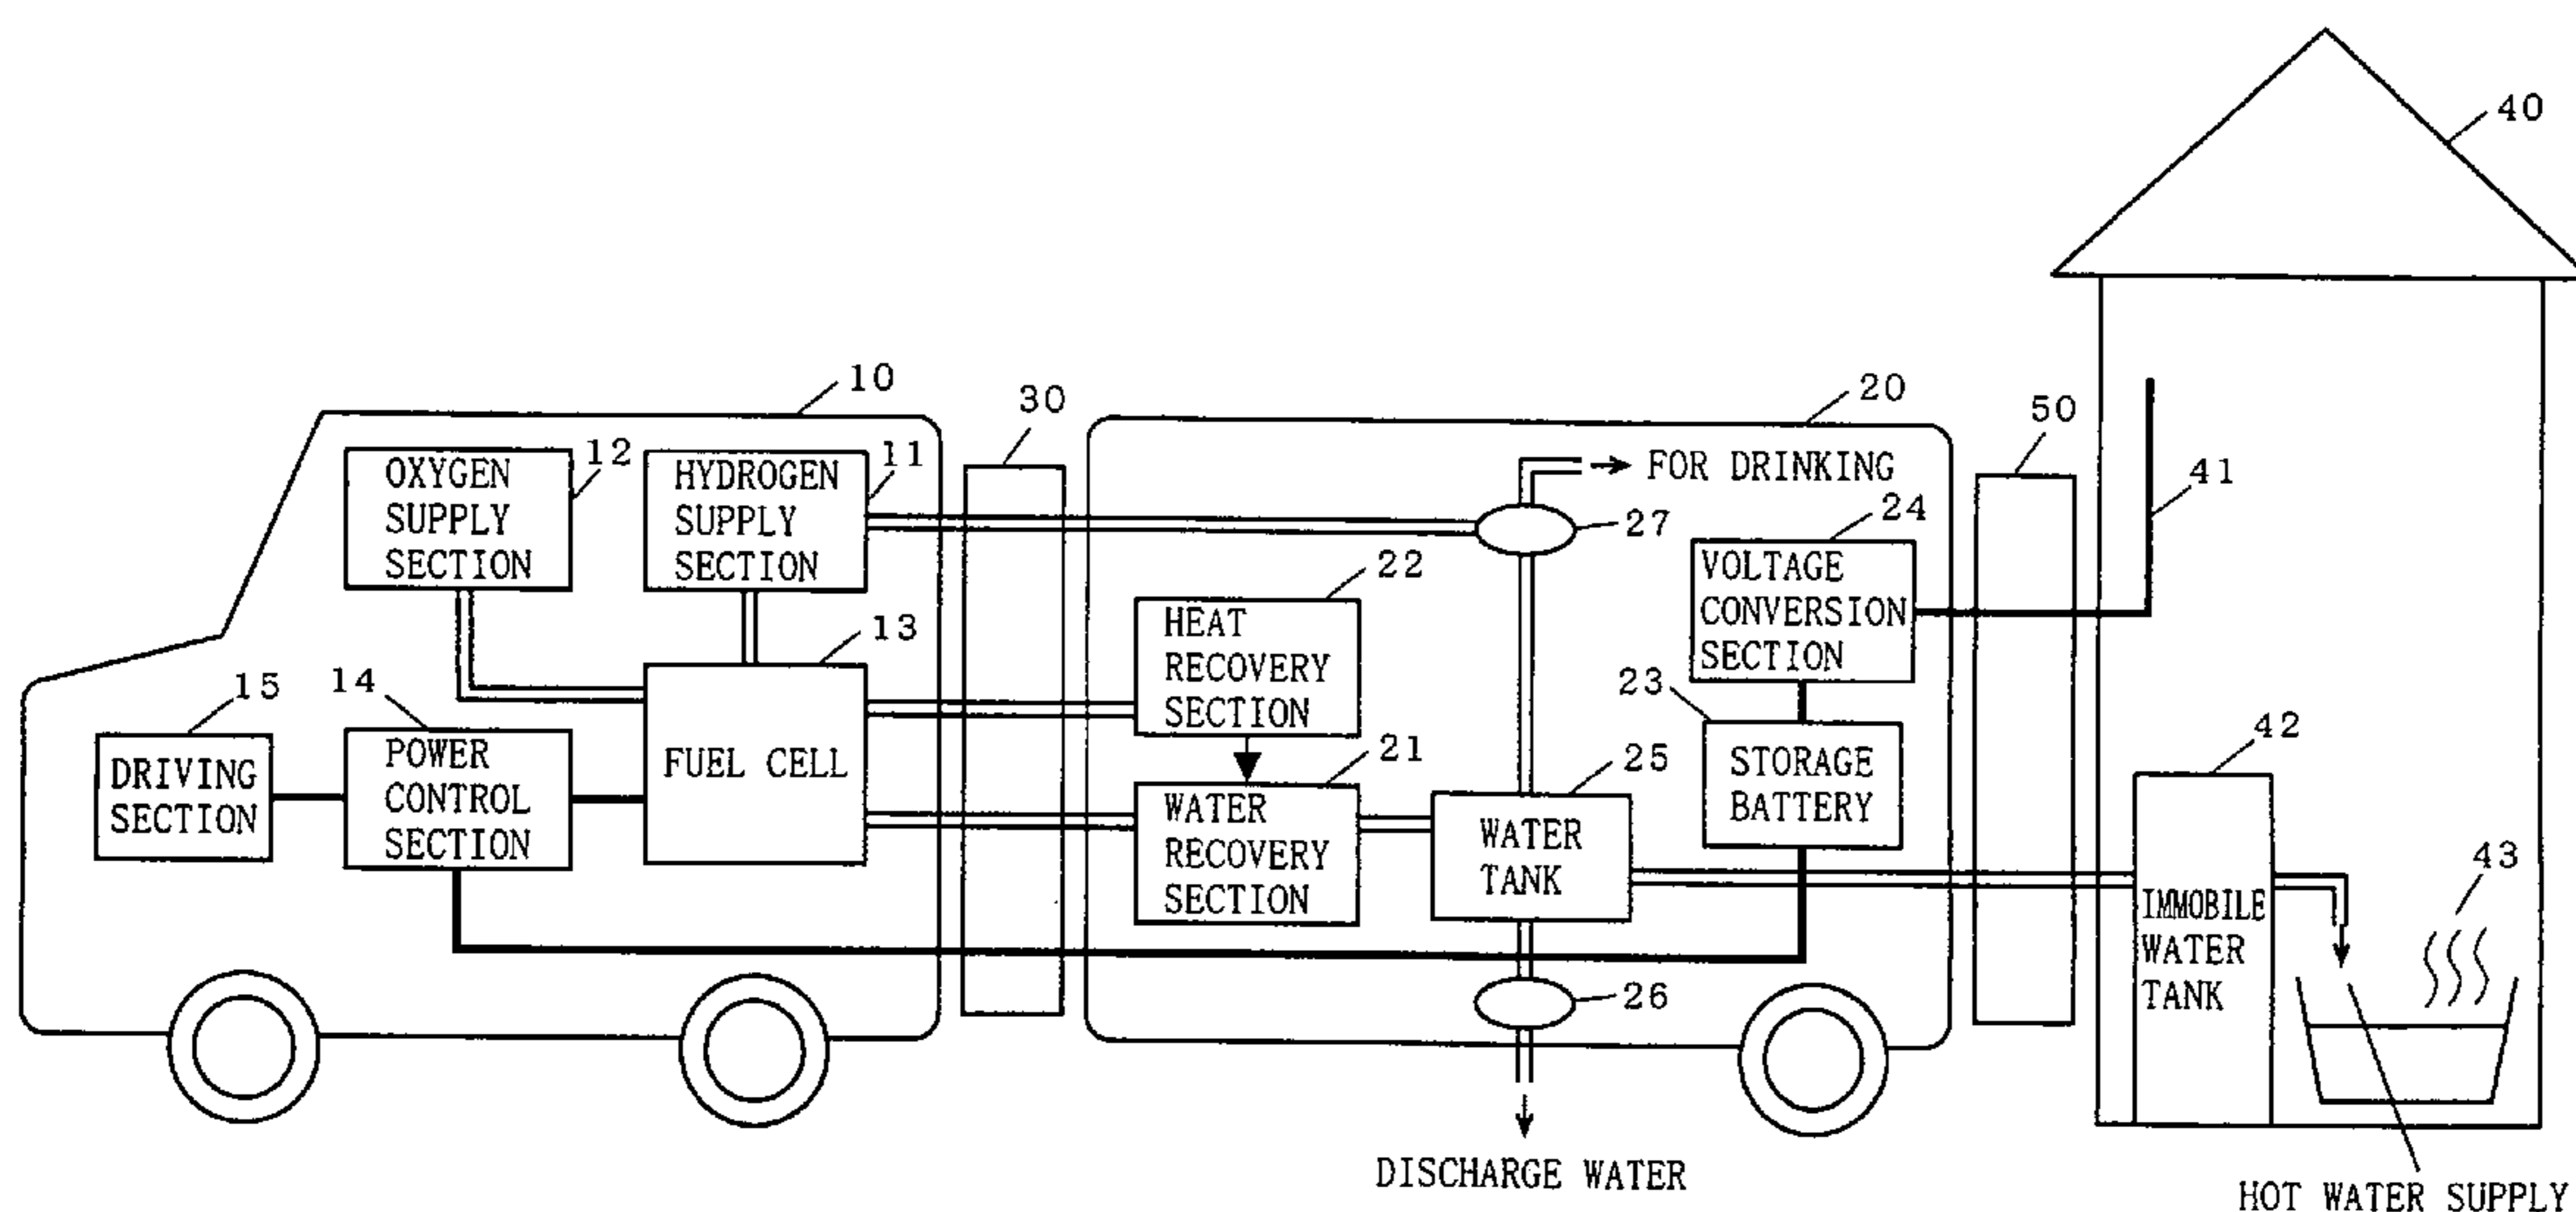 40
10
30
20
50
OXYGEN
SUPPLY
SECTION
12
HYDROGEN
SUPPLY
SECTION
11
FOR DRINKING
27
41
24
VOLTAGE
CONVERSION
SECTION
22
HEAT
RECOVERY
SECTION
13
FUEL CELL
15
DRIVING
SECTION
14
POWER
CONTROL
SECTION
21
WATER
RECOVERY
SECTION
25
WATER
TANK
23
STORAGE
BATTERY
42
IMMOBILE
WATER
TANK
43
26
DISCHARGE WATER
HOT WATER SUPPLY